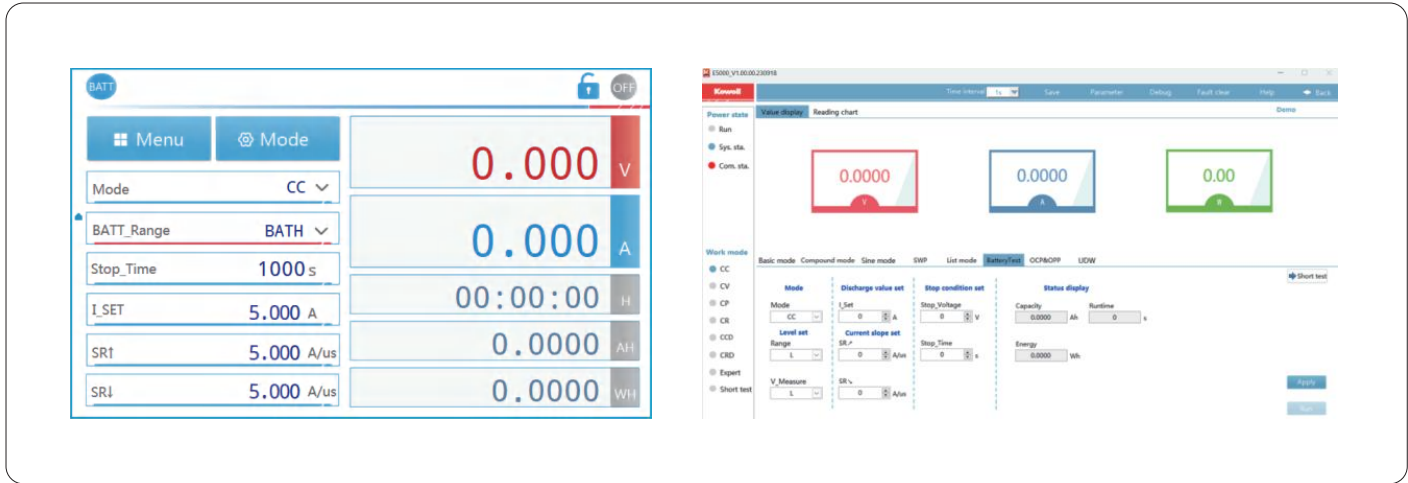 BATT
OFF
Menu
Mode
Mode CC
BATT_Range BATH
Stop_Time 1000 s
I_SET 5.000 A
SR↑ 5.000 A/us
SR↓ 5.000 A/us
0.000 V
0.000 A
00:00:00 H
0.0000 AH
0.0000 WH
E5000_V1.00.00.230918
Kewell
Time interval 1s Save Parameter Debug Fault clear Help Back
Power state
Run
Sys. sta.
Com. sta.
Value display Reading chart Demo
0.0000 V
0.0000 A
0.00 W
Work mode
CC
CV
CP
CR
CCD
CRD
Expert
Short test
Basic mode Compound mode Sine mode SWP List mode BatteryTest OCP&OPP UDW
Short test
Mode
Mode
CC
Level set
Range
L
V_Measure
L
Discharge value set
I_Set
0 A
Current slope set
SR↗
0 A/us
SR↘
0 A/us
Stop condition set
Stop_Voltage
0 V
Stop_Time
0 s
Status display
Capacity Runtime
0.0000 Ah 0 s
Energy
0.0000 Wh
Apply
Run